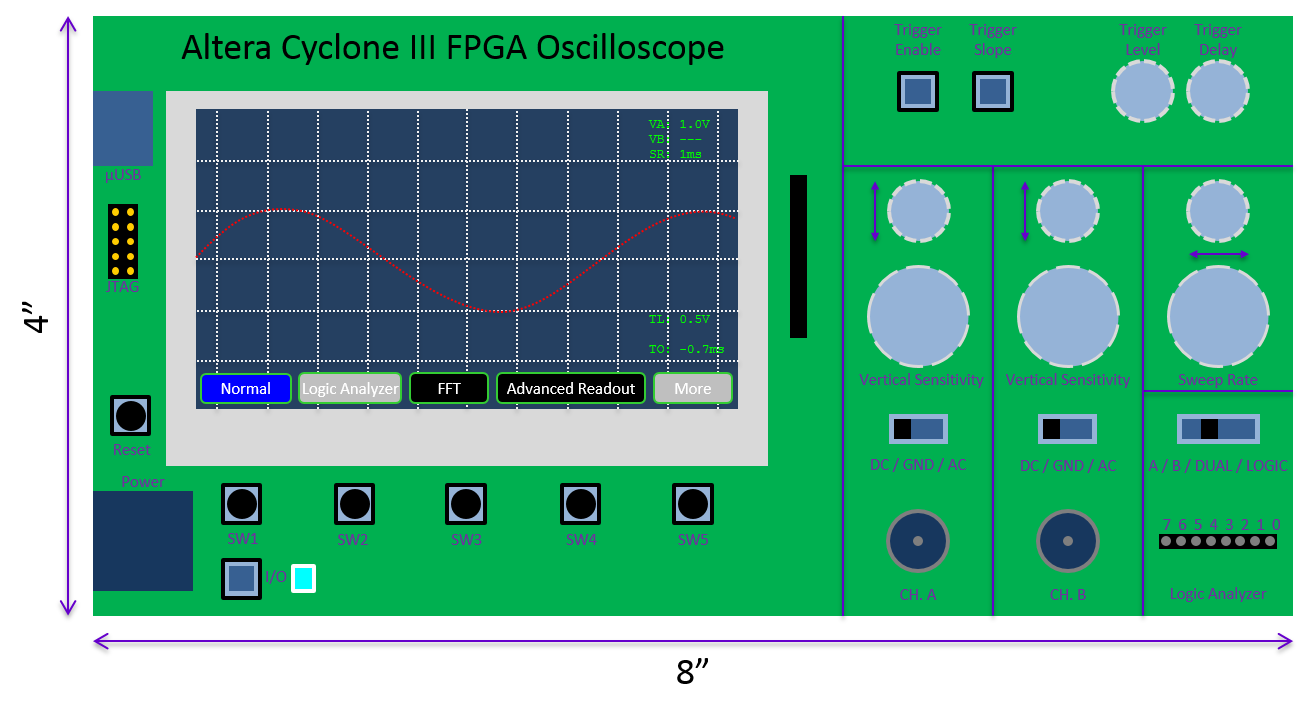 Altera Cyclone III FPGA Oscilloscope
Trigger Enable
Trigger Slope
Trigger Level
Trigger Delay
VA: 1.0V
VB: ---
SR: 1ms
µUSB
JTAG
4”
TL: 0.5V
TO: -0.7ms
Normal
Logic Analyzer
FFT
Advanced Readout
More
Vertical Sensitivity
Vertical Sensitivity
Sweep Rate
Reset
DC / GND / AC
DC / GND / AC
A / B / DUAL / LOGIC
Power
SW1
SW2
SW3
SW4
SW5
7 6 5 4 3 2 1 0
I/O
CH. A
CH. B
Logic Analyzer
8”